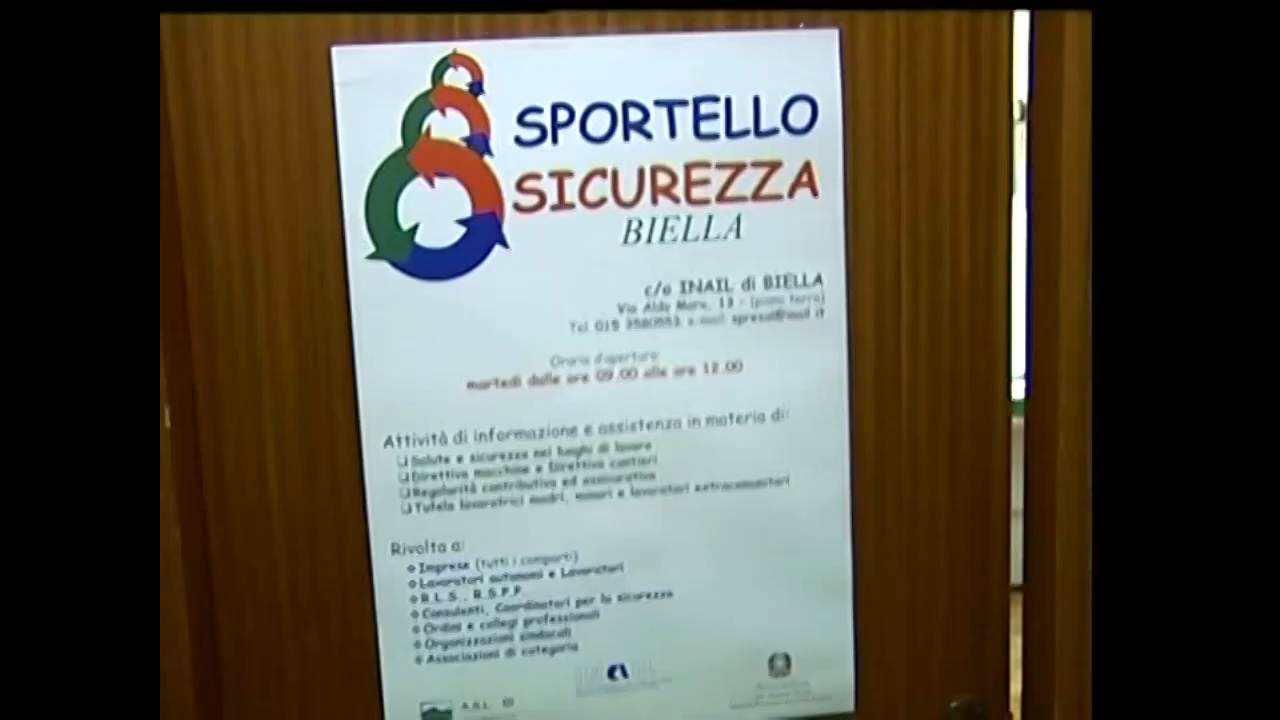 SPORTELLO
SICUREZZA
BIELLA
c/o INAIL di BIELLA
Via Aldo Moro, 13 - (piano terra)
Tel 015 e-mail
Orario d'apertura
martedì dalle ore 09.00 alle ore 12.00
Attività di informazione e assistenza in materia di:
Salute e sicurezza nei luoghi di lavoro
Direttiva macchine e Direttiva cantieri
Regolarità contributiva ed assicurativa
Tutela lavoratrici madri, minori e lavoratori extracomunitari
Rivolta a:
Imprese (tutti i comparti)
Lavoratori autonomi e Lavoratori
R.L.S., R.S.P.P.
Consulenti, Coordinatori per la sicurezza
Ordini e collegi professionali
Organizzazioni sindacali
Associazioni di categoria
A.S.L.